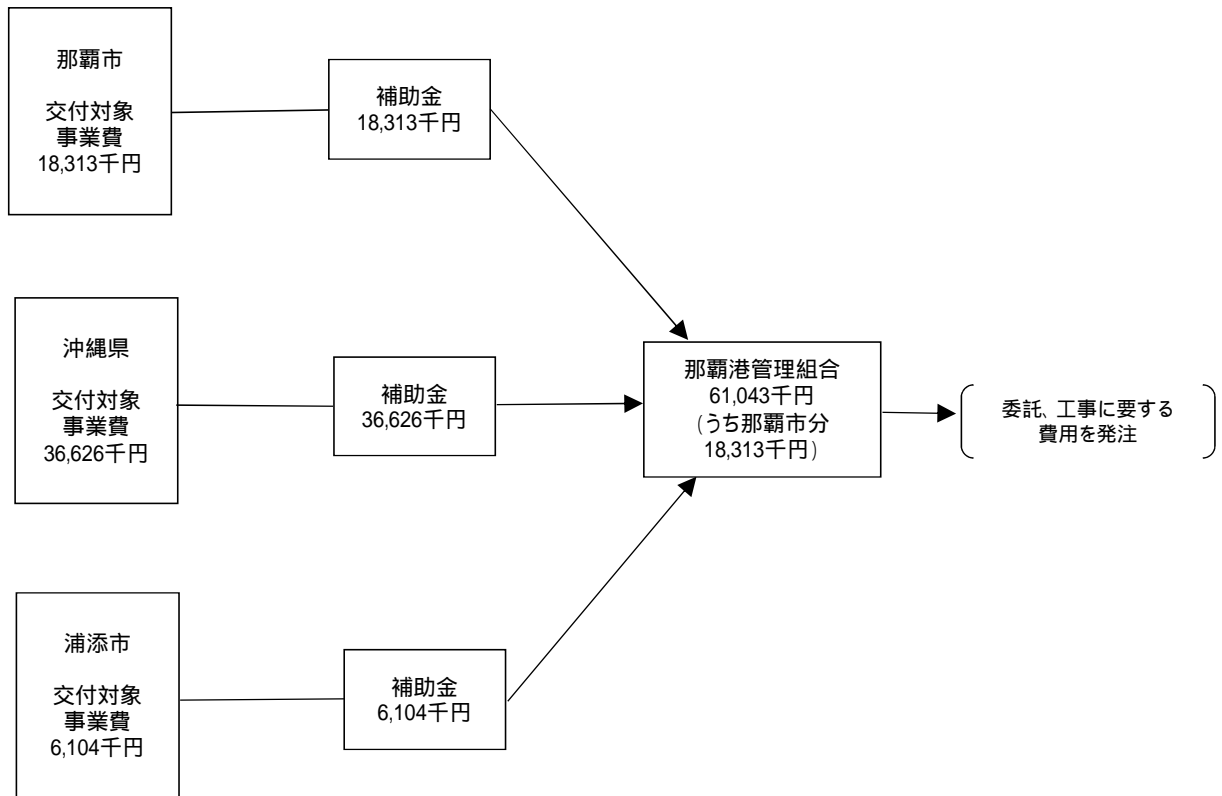 那覇市
交付対象
事業費
18,313千円
補助金
18,313千円
沖縄県
交付対象
事業費
36,626千円
補助金
36,626千円
那覇港管理組合
61,043千円
(うち那覇市分
18,313千円)
委託、工事に要する
費用を発注
浦添市
交付対象
事業費
6,104千円
補助金
6,104千円